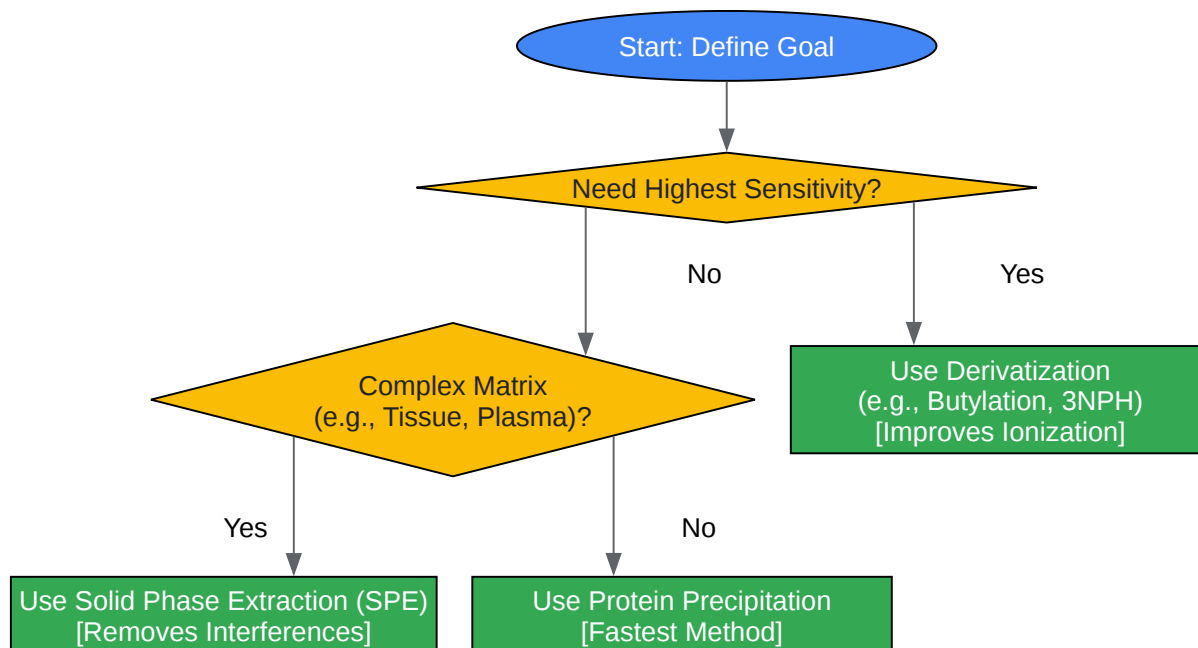 Start: Define Goal
Need Highest Sensitivity?
No
Yes
Complex Matrix
(e.g., Tissue, Plasma)?
Use Derivatization
(e.g., Butylation, 3NPH)
[Improves Ionization]
Yes
No
Use Solid Phase Extraction (SPE)
[Removes Interferences]
Use Protein Precipitation
[Fastest Method]